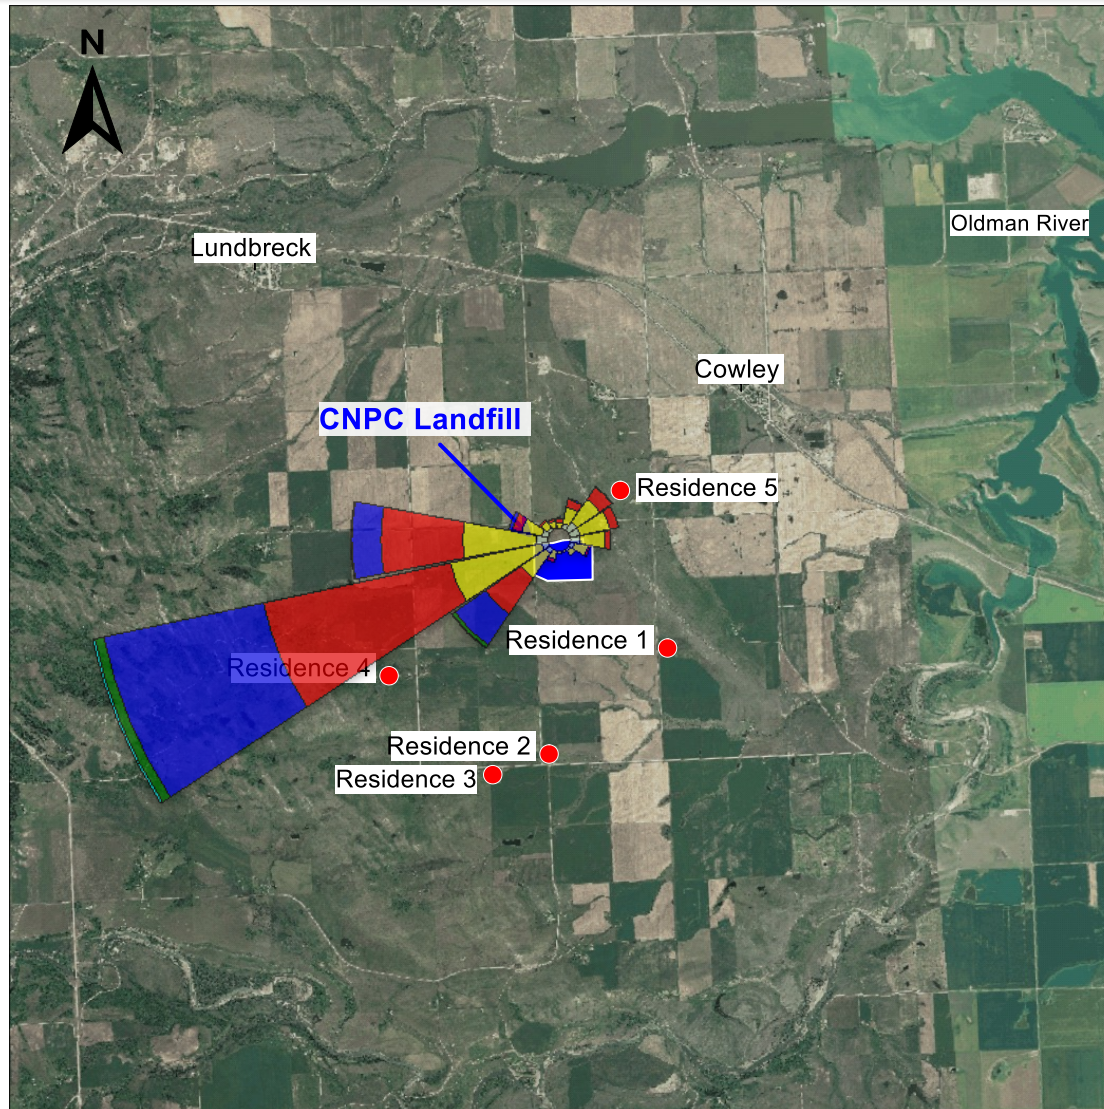 N
Oldman River
Lundbreck
Cowley
CNPC Landfill
Residence 5
Residence 1
Residence 4
Residence 2
Residence 3